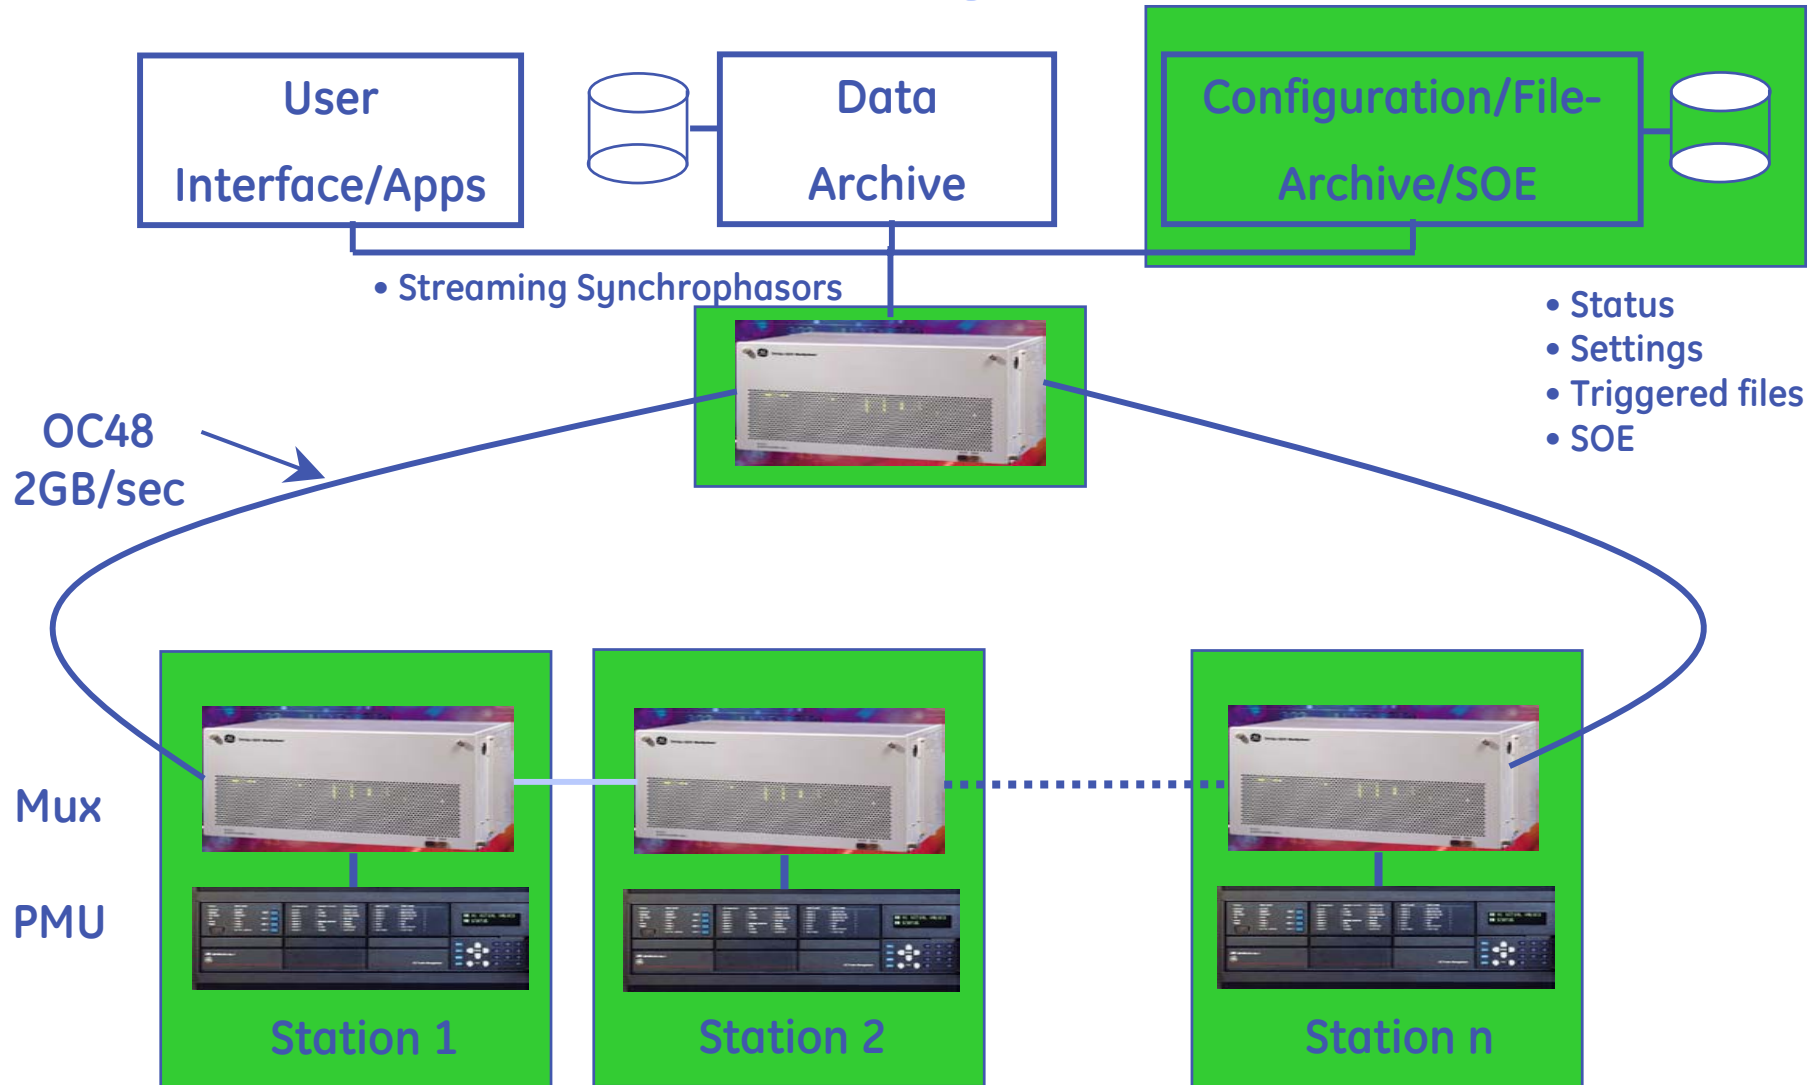 User
Interface/Apps
Data
Archive
Configuration/File-
Archive/SOE
• Streaming Synchrophasors
• Status
• Settings
• Triggered files
• SOE
OC48
2GB/sec
Mux
PMU
Station 1
Station 2
Station n